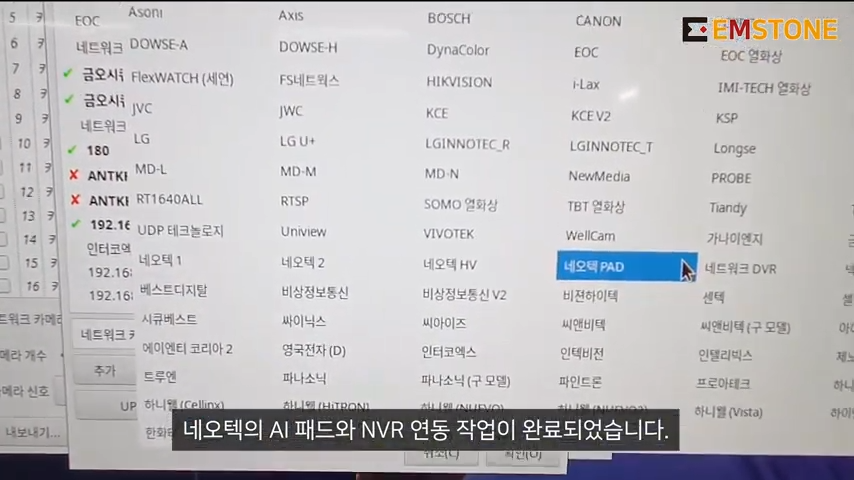 EMSTONE
5
6
7
8
9
10
11
12
13
14
15
16
EOC
네트워크
금오시
금오시
네트워크
180
ANTK
ANTK
192.16
인터코엑
192.168
192.168
네트워크 카
추가
UP
트워크 카메
메라 개수
메라 신호
내보내기...
Asoni Axis BOSCH CANON
DOWSE-A DOWSE-H DynaColor EOC EOC 열화상
FlexWATCH (세연) FS네트웍스 HIKVISION i-Lax IMI-TECH 열화상
JVC JWC KCE KCE V2 KSP
LG LG U+ LGINNOTEC_R LGINNOTEC_T Longse
MD-L MD-M MD-N NewMedia PROBE
RT1640ALL RTSP SOMO 열화상 TBT 열화상 Tiandy
UDP 테크놀로지 Uniview VIVOTEK WellCam 가나이엔지
네오텍 1 네오텍 2 네오텍 HV 네오텍 PAD 네트워크 DVR
베스트디지탈 비상정보통신 비상정보통신 V2 비젼하이텍 센텍
시큐베스트 싸이닉스 씨아이즈 씨앤비텍 씨앤비텍 (구 모델)
에이엔티 코리아 2 영국전자 (D) 인터코엑스 인텍비전 인텔리빅스
트루엔 파나소닉 파나소닉 (구 모델) 파인트론 프로아테크
하니웰 (Cellinx) 하니웰 (HiTRON) 하니웰 (NUEVO) 하니웰 (NUEVO2) 하니웰 (Vista)
한화
취소(C) 확인(O)
네오텍의 AI 패드와 NVR 연동 작업이 완료되었습니다.